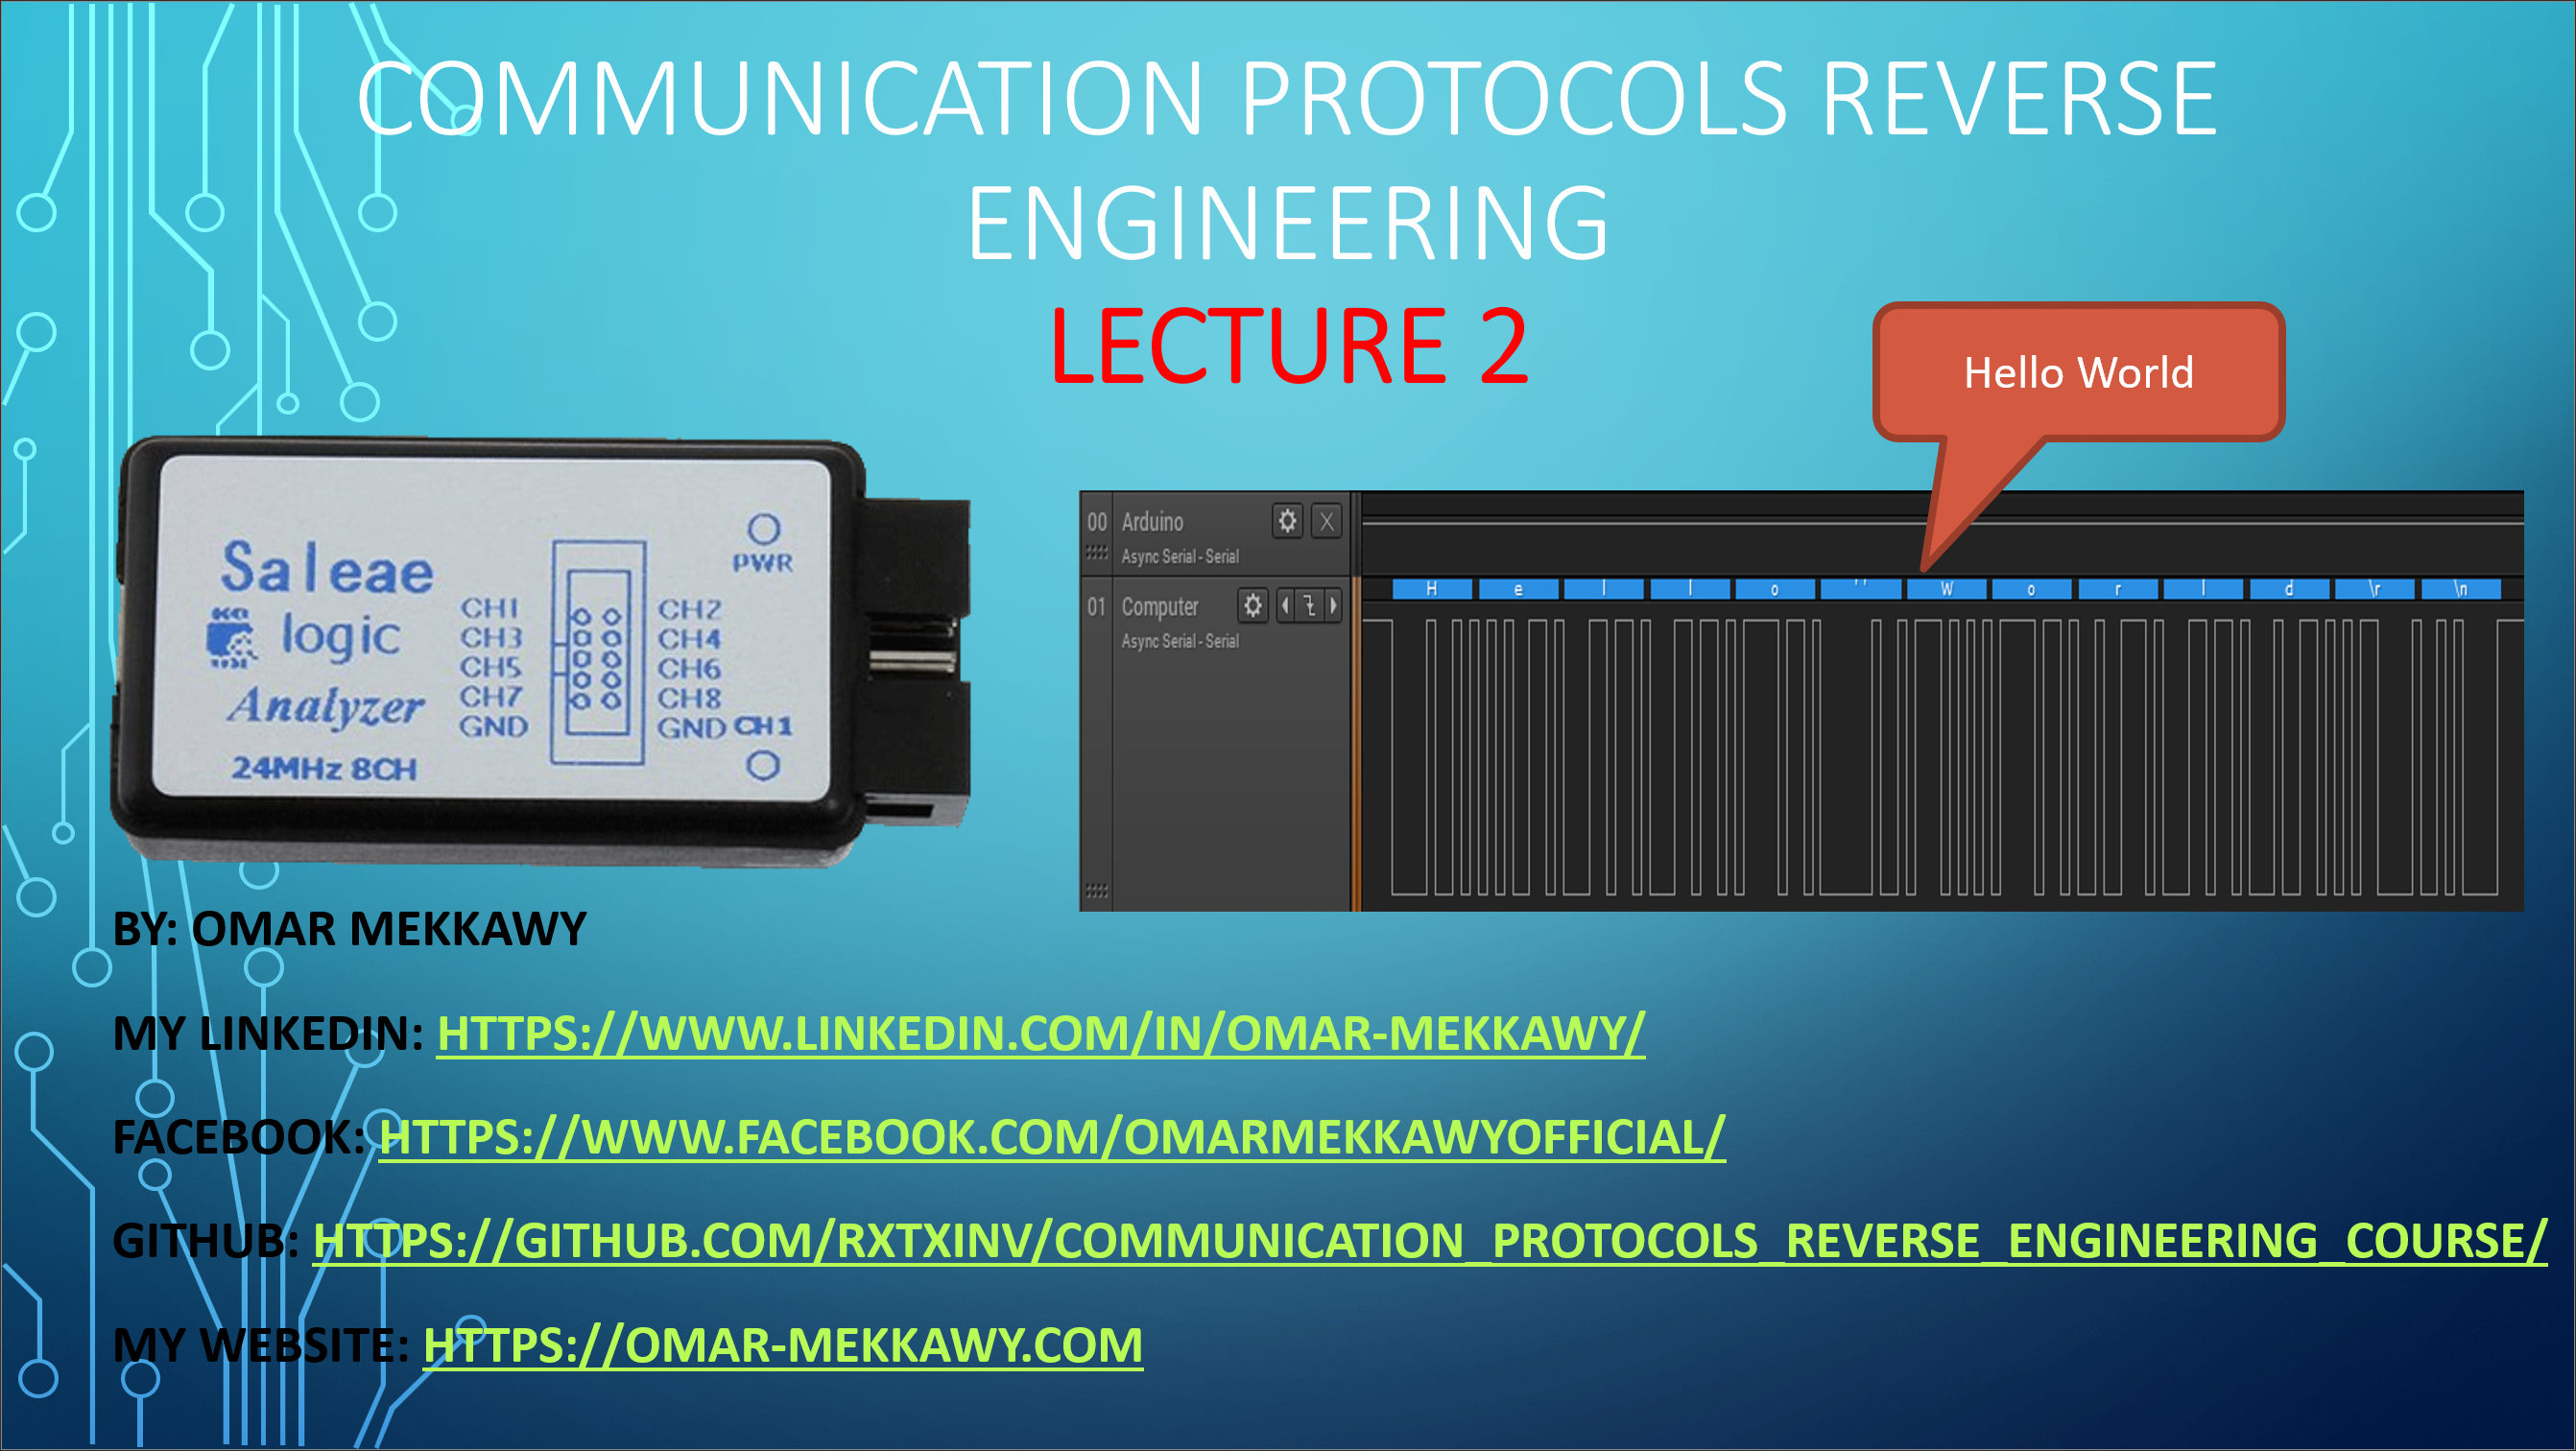 COMMUNICATION PROTOCOLS REVERSE
ENGINEERING
LECTURE 2
Hello World
Saleae
logic
Analyzer
24MHz 8CH
CH1
CH3
CH5
CH7
GND
CH2
CH4
CH6
CH8
GND
PWR
CH1
00 Arduino
Async Serial - Serial
01 Computer
Async Serial - Serial
H e l l o ' ' W o r l d \r \n
BY: OMAR MEKKAWY
MY LINKEDIN: HTTPS://WWW.LINKEDIN.COM/IN/OMAR-MEKKAWY/
FACEBOOK: HTTPS://WWW.FACEBOOK.COM/OMARMEKKAWYOFFICIAL/
GITHUB: HTTPS://GITHUB.COM/RXTXINV/COMMUNICATION_PROTOCOLS_REVERSE_ENGINEERING_COURSE/
MY WEBSITE: HTTPS://OMAR-MEKKAWY.COM